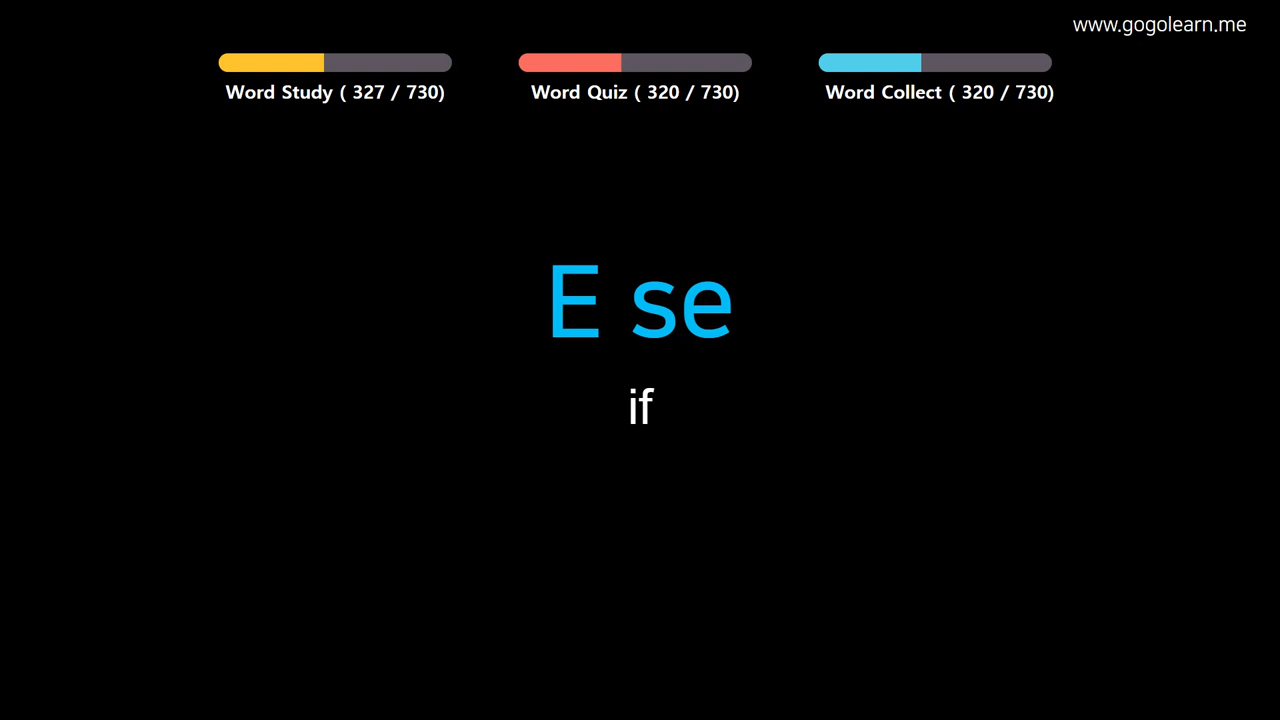 www.gogolearn.me
Word Study ( 327 / 730)
Word Quiz ( 320 / 730)
Word Collect ( 320 / 730)
E se
if